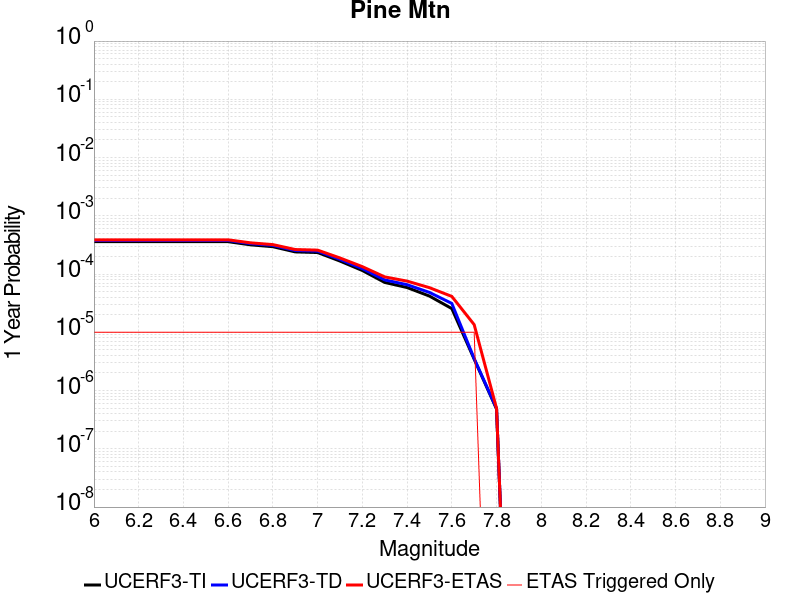 Pine Mtn
10^0
10^-1
10^-2
10^-3
10^-4
10^-5
10^-6
10^-7
10^-8
1 Year Probability
6 6.2 6.4 6.6 6.8 7 7.2 7.4 7.6 7.8 8 8.2 8.4 8.6 8.8 9
Magnitude
UCERF3-TI UCERF3-TD UCERF3-ETAS ETAS Triggered Only